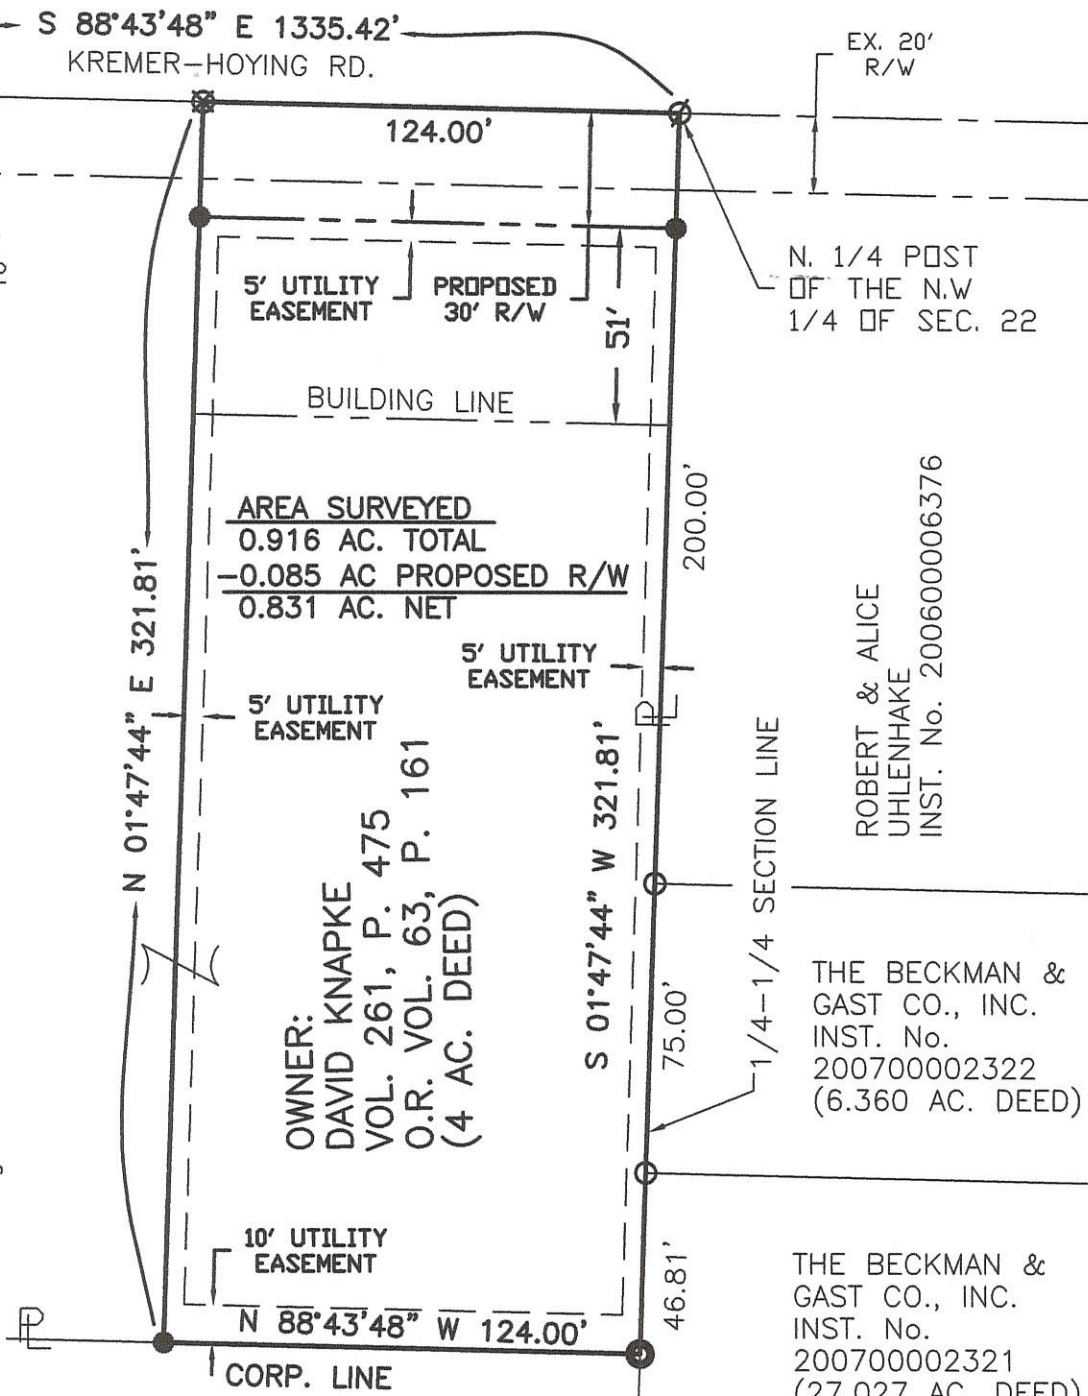 S 88°43'48" E 1335.42'
KREMER-HOYING RD.
EX. 20'
R/W
124.00'
N. 1/4 POST
OF THE N.W
1/4 OF SEC. 22
5' UTILITY
EASEMENT
PROPOSED
30' R/W
51'
BUILDING LINE
AREA SURVEYED
0.916 AC. TOTAL
-0.085 AC PROPOSED R/W
0.831 AC. NET
200.00'
N 01°47'44" E 321.81'
5' UTILITY
EASEMENT
5' UTILITY
EASEMENT
PL
S 01°47'44" W 321.81'
1/4-1/4 SECTION LINE
ROBERT & ALICE
UHLENHAKE
INST. No. 200600006376
OWNER:
DAVID KNAPKE
VOL. 261, P. 475
O.R. VOL. 63, P. 161
(4 AC. DEED)
75.00'
THE BECKMAN &
GAST CO., INC.
INST. No.
200700002322
(6.360 AC. DEED)
10' UTILITY
EASEMENT
46.81'
N 88°43'48" W 124.00'
PL
CORP. LINE
THE BECKMAN &
GAST CO., INC.
INST. No.
200700002321
(27.027 AC. DEED)